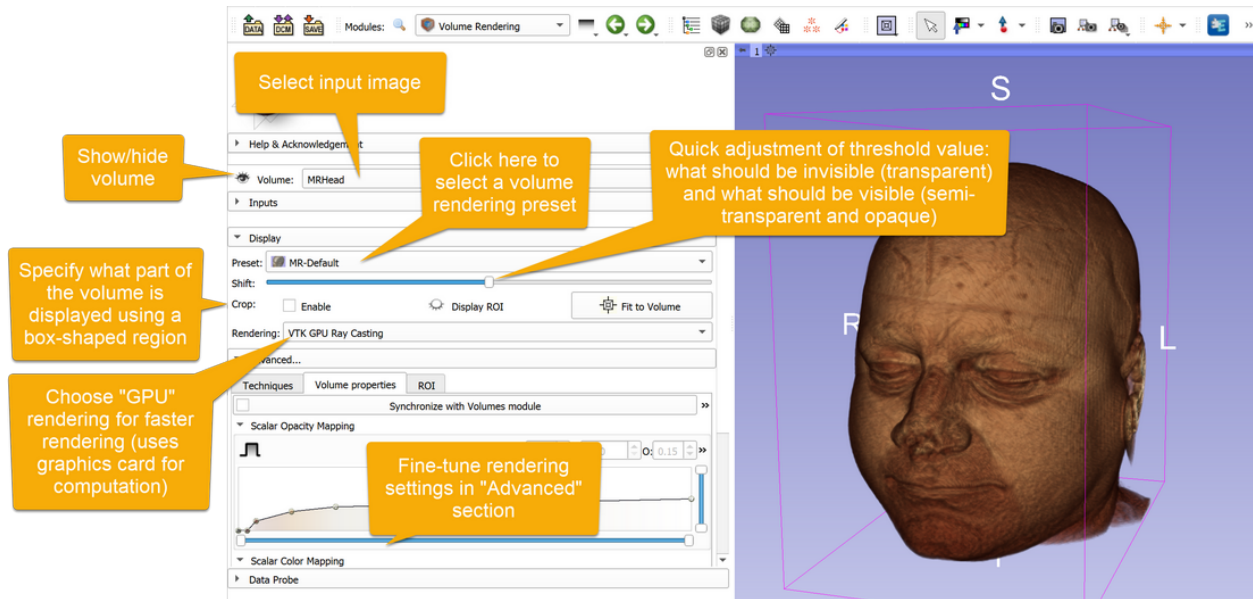 DATA
DCM
SAVE
Modules:
Volume Rendering
1
Select input image
Help & Acknowledgement
Show/hide
volume
Volume: MRHead
Inputs
Click here to
select a volume
rendering preset
Quick adjustment of threshold value:
what should be invisible (transparent)
and what should be visible (semi-
transparent and opaque)
Display
Preset: MR-Default
Shift:
Crop: Enable Display ROI Fit to Volume
Rendering: VTK GPU Ray Casting
Specify what part of
the volume is
displayed using a
box-shaped region
Choose "GPU"
rendering for faster
rendering (uses
graphics card for
computation)
Techniques Volume properties ROI
Synchronize with Volumes module
Scalar Opacity Mapping
O: 0.15
Fine-tune rendering
settings in "Advanced"
section
Scalar Color Mapping
Data Probe
S
R
L